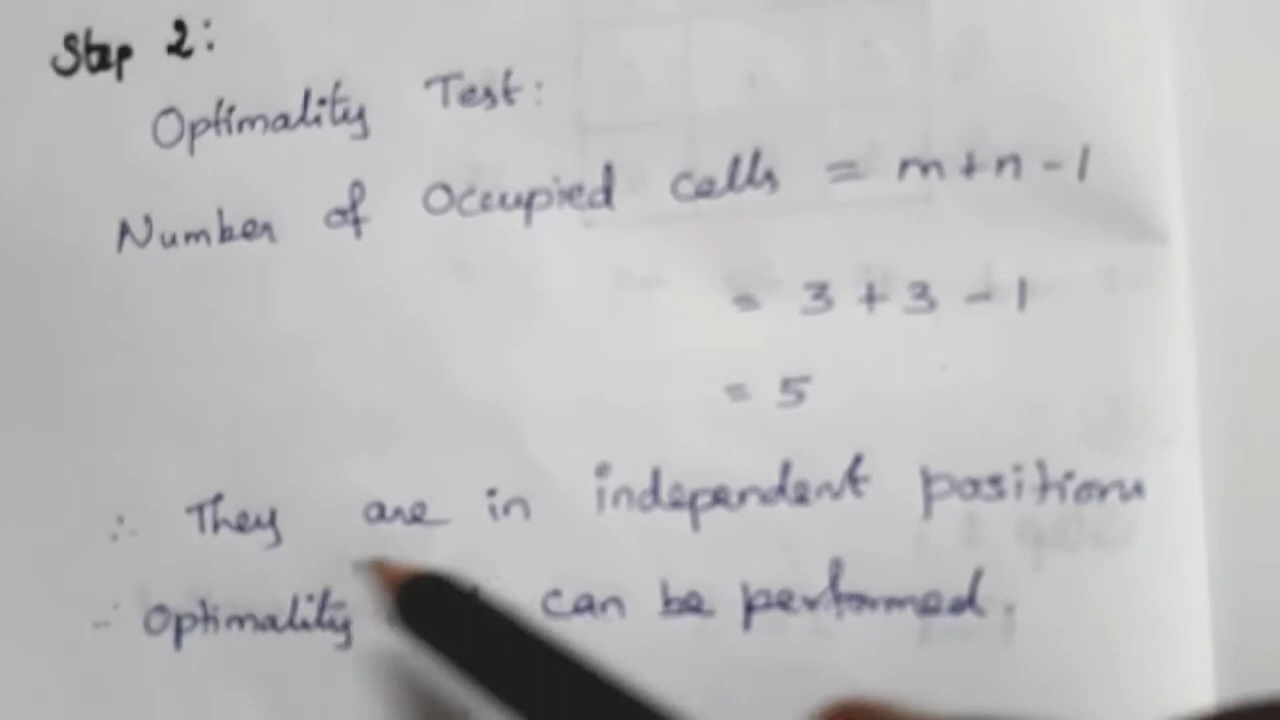 Step 2:
Optimality Test:
Number of Occupied cells = m+n-1
= 3+3-1
= 5
∴ They are in independent positions
∴ Optimality can be performed.